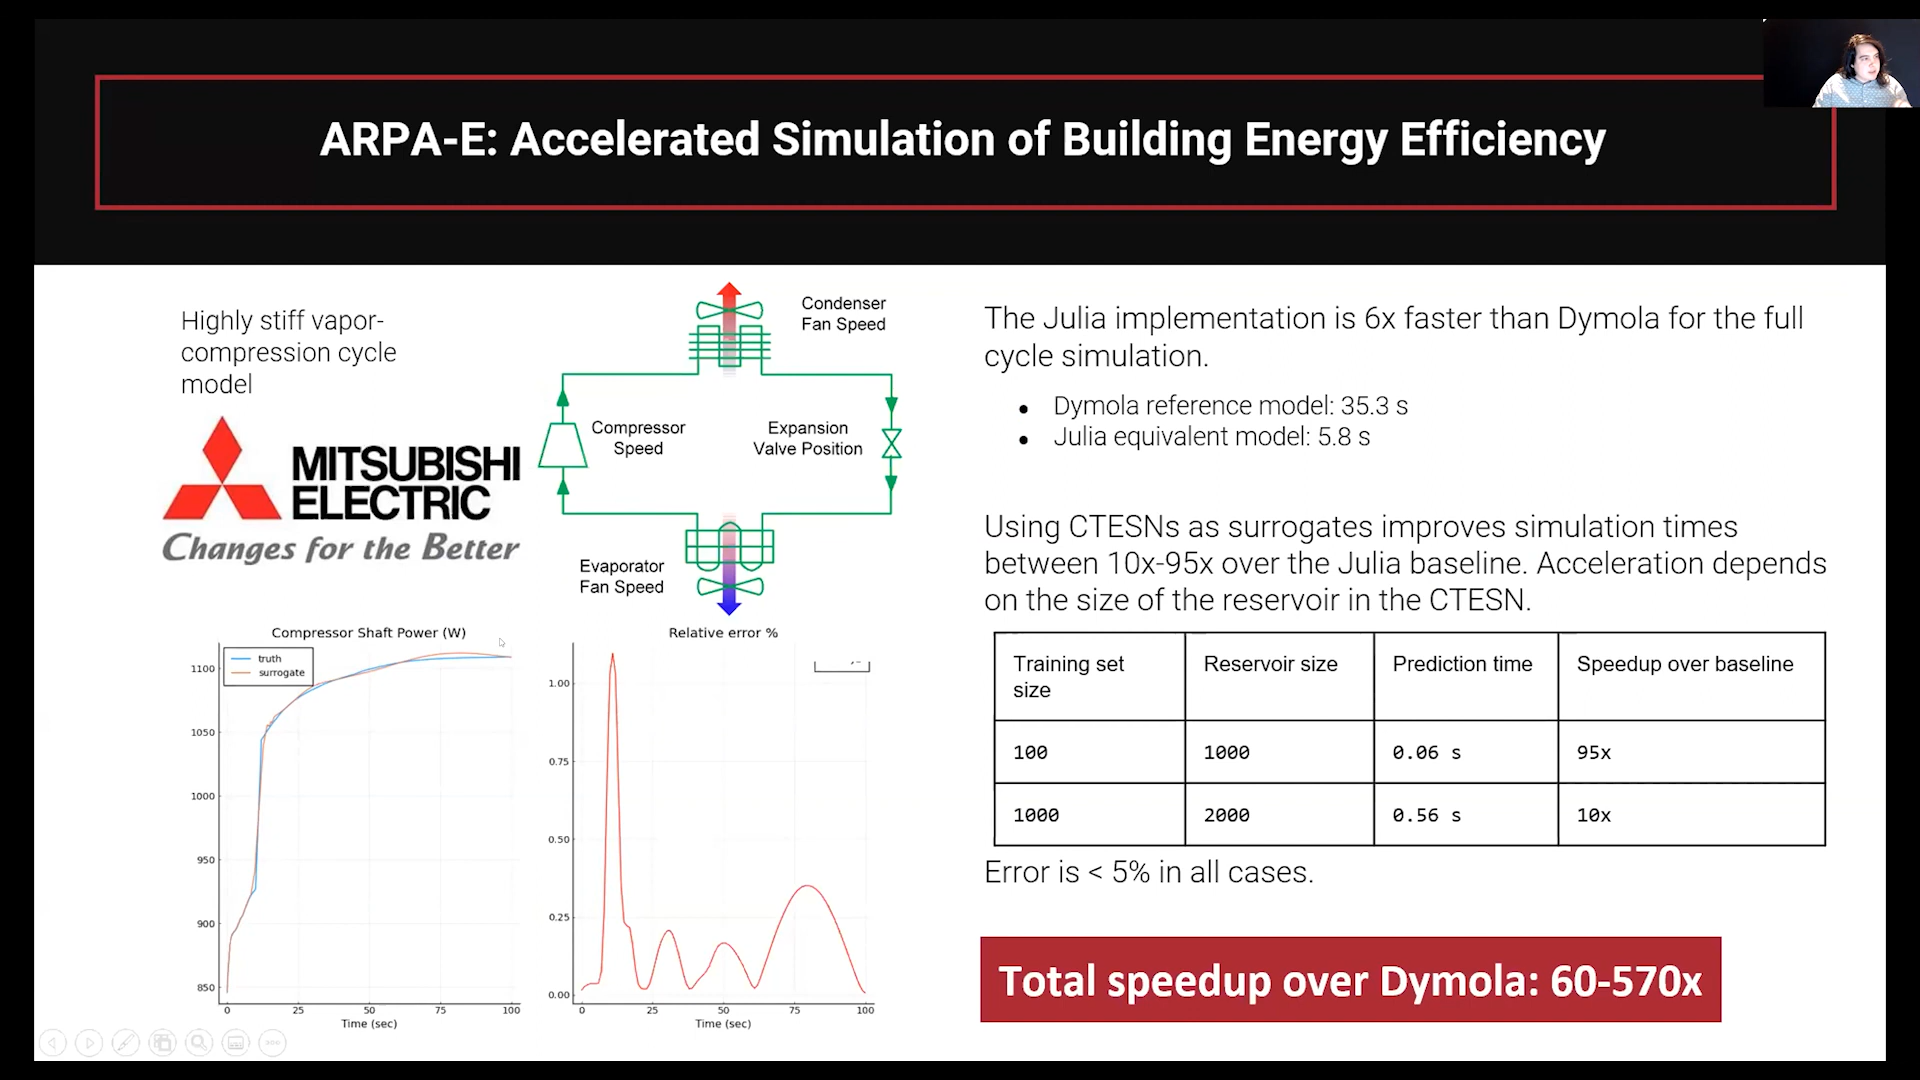 ARPA-E: Accelerated Simulation of Building Energy Efficiency
Highly stiff vapor-
compression cycle
model
MITSUBISHI
ELECTRIC
Changes for the Better
Condenser
Fan Speed
Compressor
Speed
Expansion
Valve Position
Evaporator
Fan Speed
Compressor Shaft Power (W)
truth
surrogate
1100
1050
1000
950
900
850
0 25 50 75 100
Time (sec)
Relative error %
1.00
0.75
0.50
0.25
0.00
0 25 50 75 100
Time (sec)
The Julia implementation is 6x faster than Dymola for the full
cycle simulation.
• Dymola reference model: 35.3 s
• Julia equivalent model: 5.8 s
Using CTESNs as surrogates improves simulation times
between 10x-95x over the Julia baseline. Acceleration depends
on the size of the reservoir in the CTESN.
Training set size Reservoir size Prediction time Speedup over baseline
100 1000 0.06 s 95x
1000 2000 0.56 s 10x
Error is < 5% in all cases.
Total speedup over Dymola: 60-570x